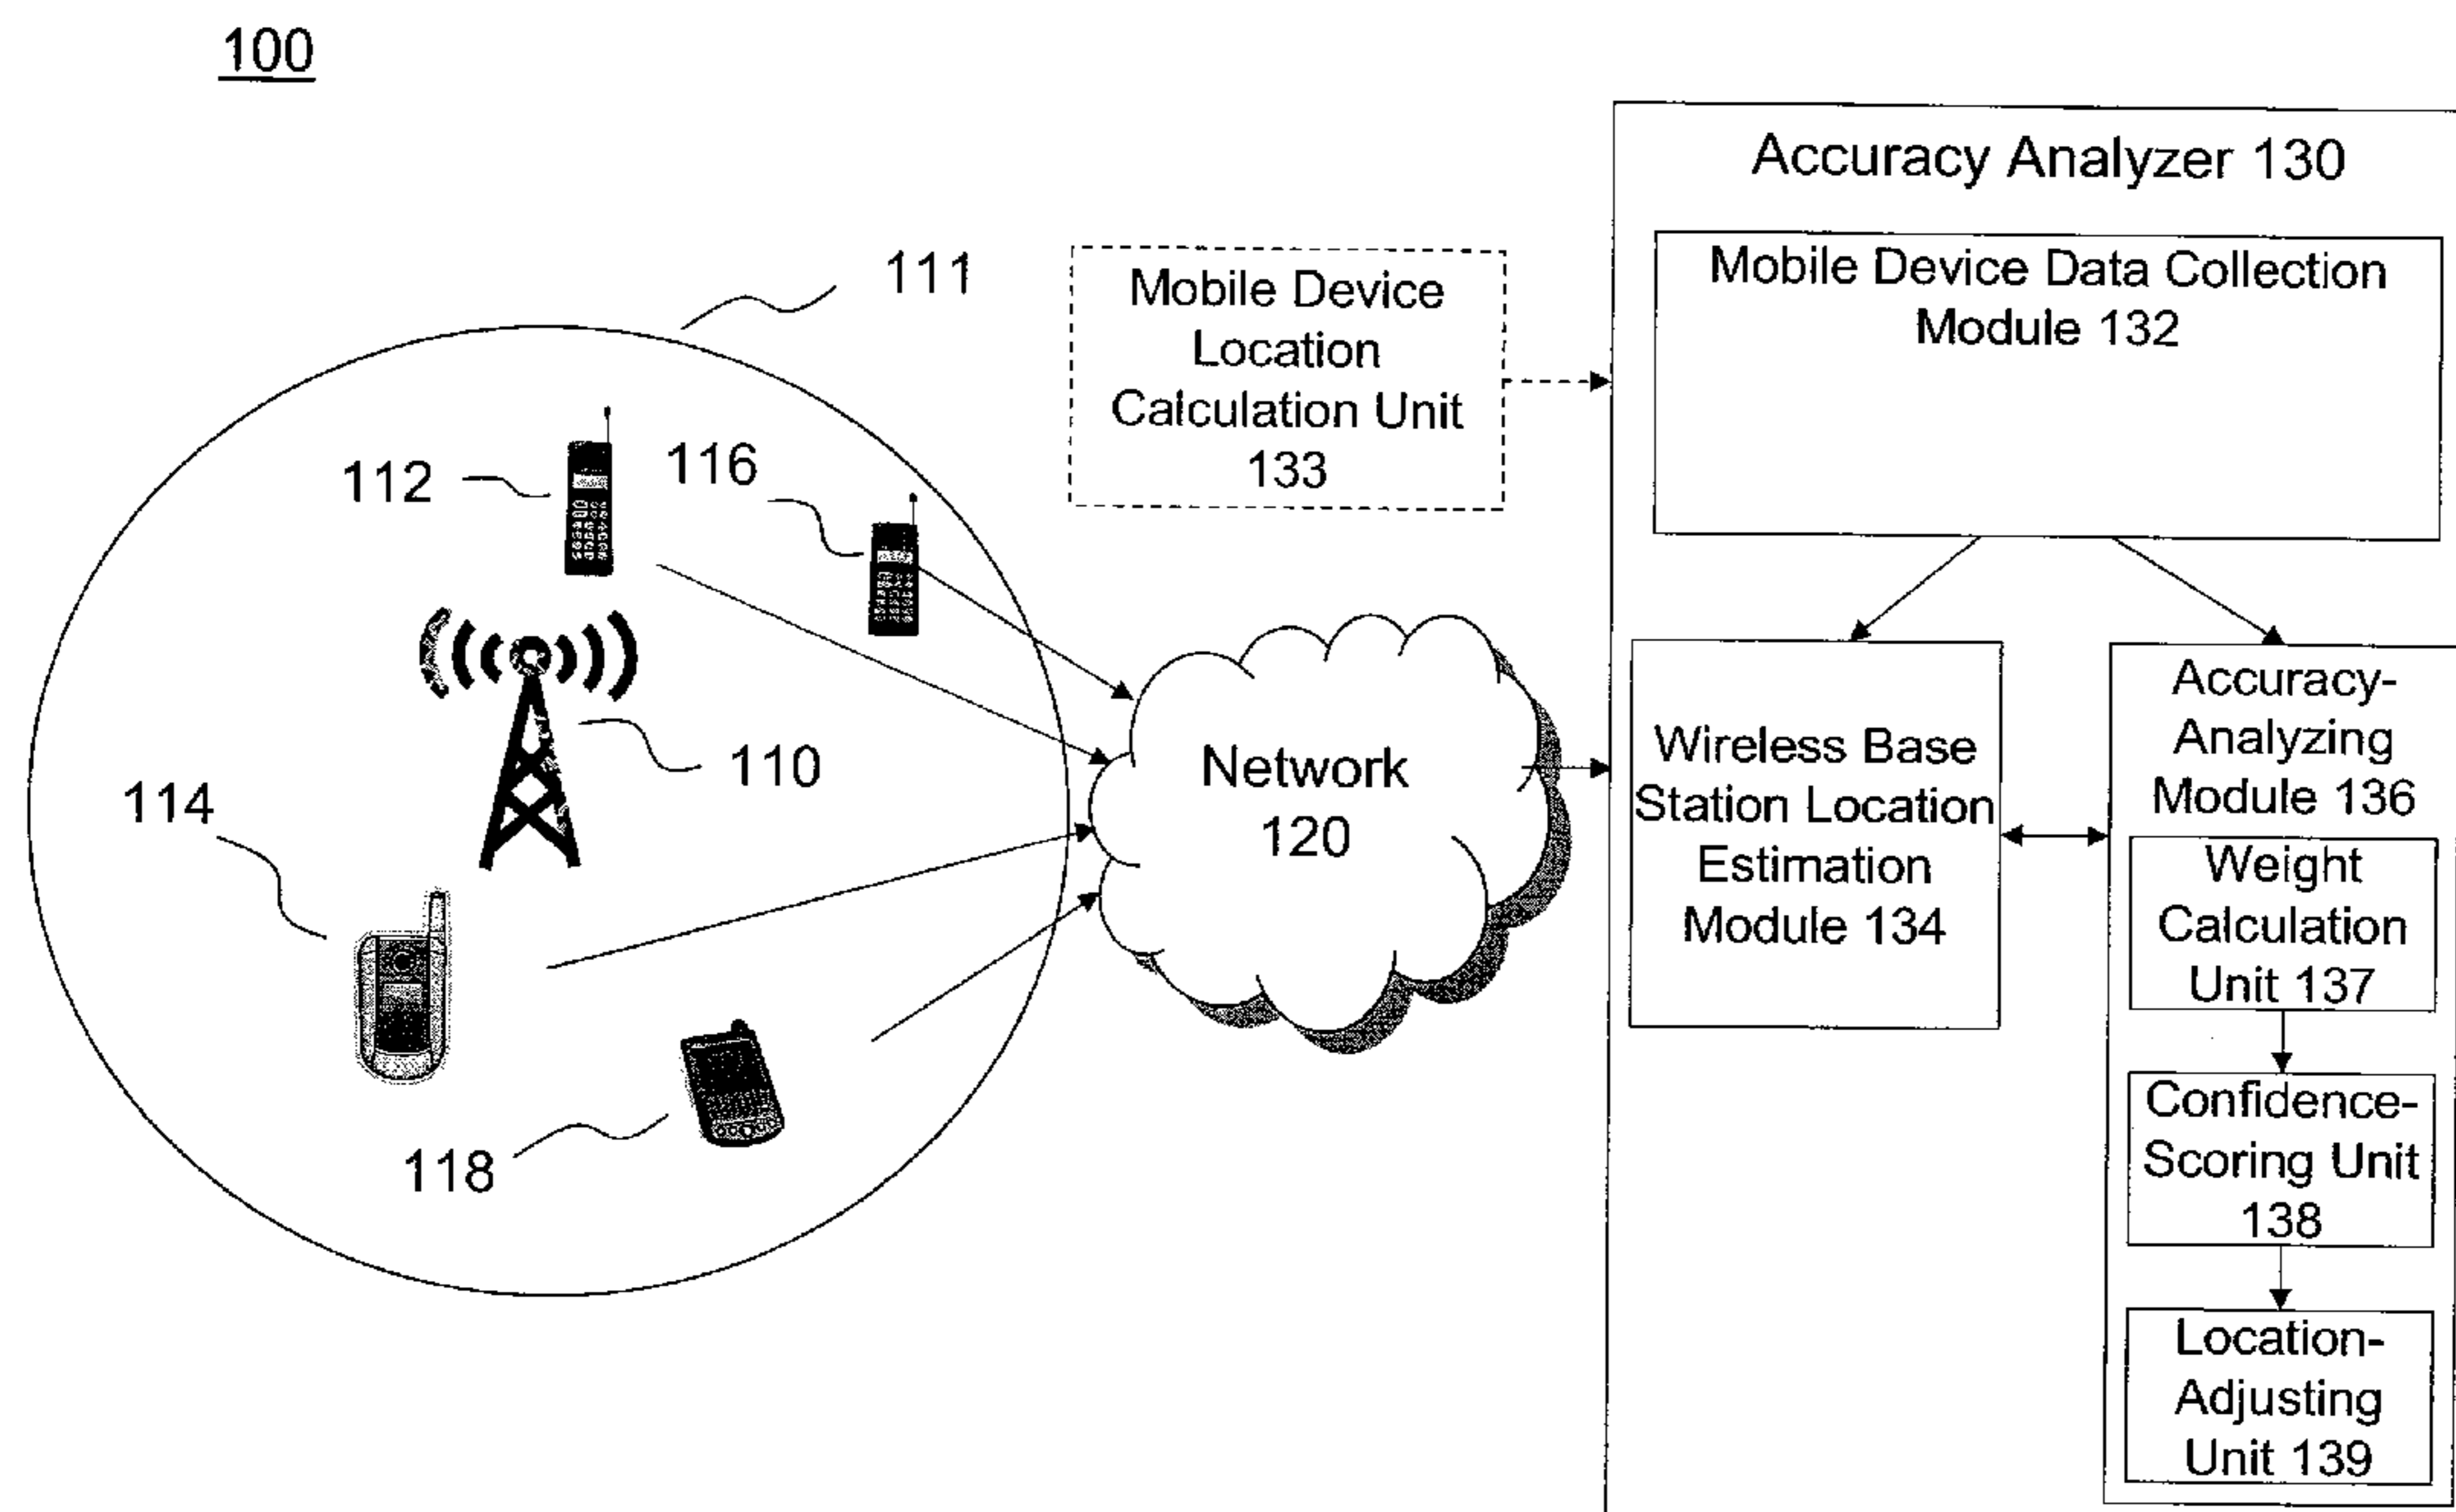 100
111
112
116
110
114
118
Mobile Device
Location
Calculation Unit
133
Network
120
Accuracy Analyzer 130
Mobile Device Data Collection
Module 132
Wireless Base
Station Location
Estimation
Module 134
Accuracy-
Analyzing
Module 136
Weight
Calculation
Unit 137
Confidence-
Scoring Unit
138
Location-
Adjusting
Unit 139